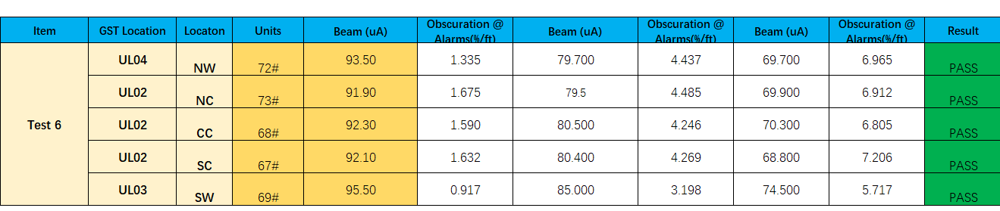 Item GST Location Locaton Units Beam (uA) Obscuration @ Alarms(%/ft) Beam (uA) Obscuration @ Alarms(%/ft) Beam (uA) Obscuration @ Alarms(%/ft) Result
Test 6
UL04 NW 72# 93.50 1.335 79.700 4.437 69.700 6.965 PASS
UL02 NC 73# 91.90 1.675 79.5 4.485 69.900 6.912 PASS
UL02 CC 68# 92.30 1.590 80.500 4.246 70.300 6.805 PASS
UL02 SC 67# 92.10 1.632 80.400 4.269 68.800 7.206 PASS
UL03 SW 69# 95.50 0.917 85.000 3.198 74.500 5.717 PASS